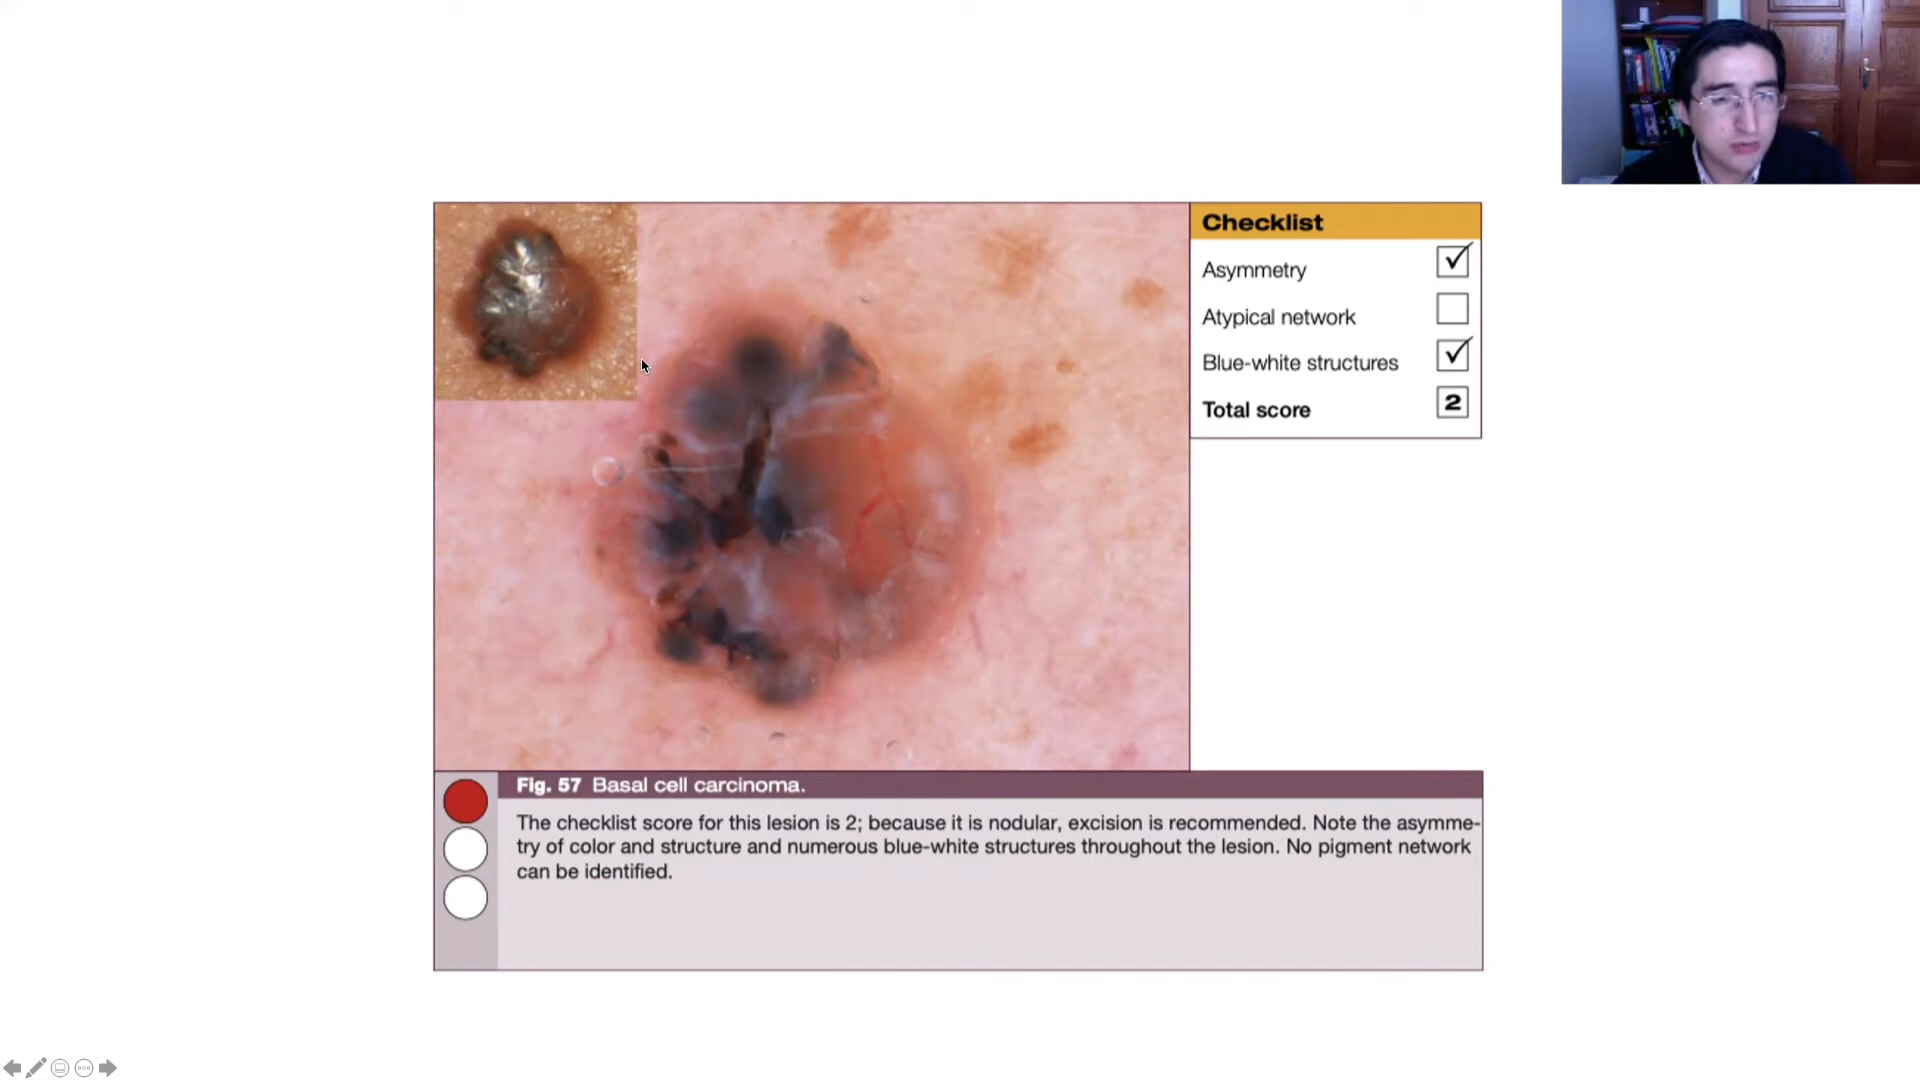 Checklist
Asymmetry
Atypical network
Blue-white structures
Total score 2
Fig. 57 Basal cell carcinoma.
The checklist score for this lesion is 2; because it is nodular, excision is recommended. Note the asymme-
try of color and structure and numerous blue-white structures throughout the lesion. No pigment network
can be identified.